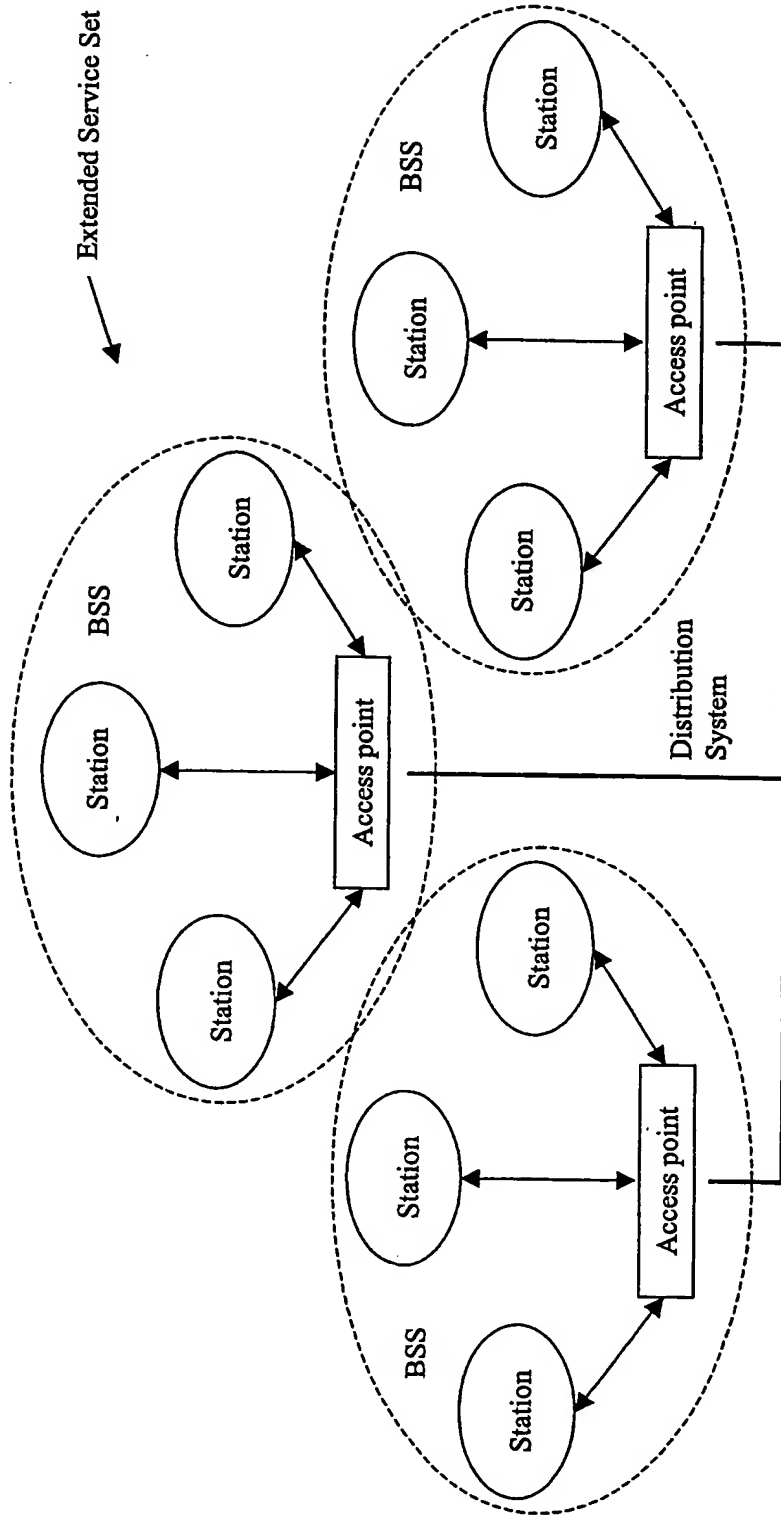 Extended Service Set
Station
BSS
Station
Station
Access point
Station
BSS
Station
Station
Access point
Station
BSS
Station
Station
Access point
Distribution
System